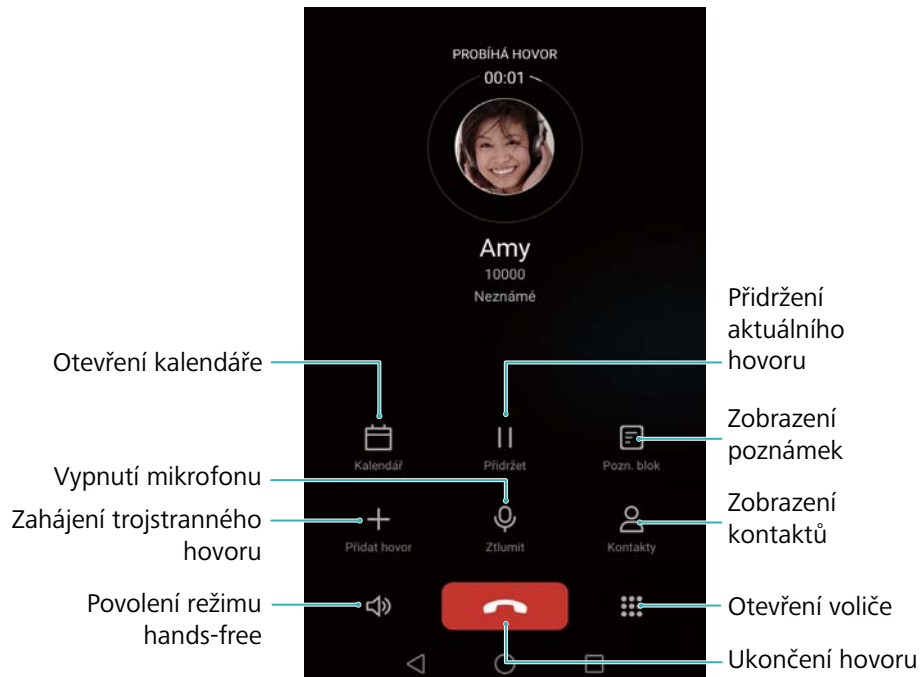 PROBÍHÁ HOVOR
00:01
Amy
10000
Neznámé
Přidržení
aktuálního
hovoru
Otevření kalendáře
Zobrazení
poznámek
Kalendář
Přidržet
Pozn. blok
Vypnutí mikrofonu
Zobrazení
kontaktů
Zahájení trojstranného
hovoru
Přidat hovor
Ztlumit
Kontakty
Povolení režimu
hands-free
Otevření voliče
Ukončení hovoru